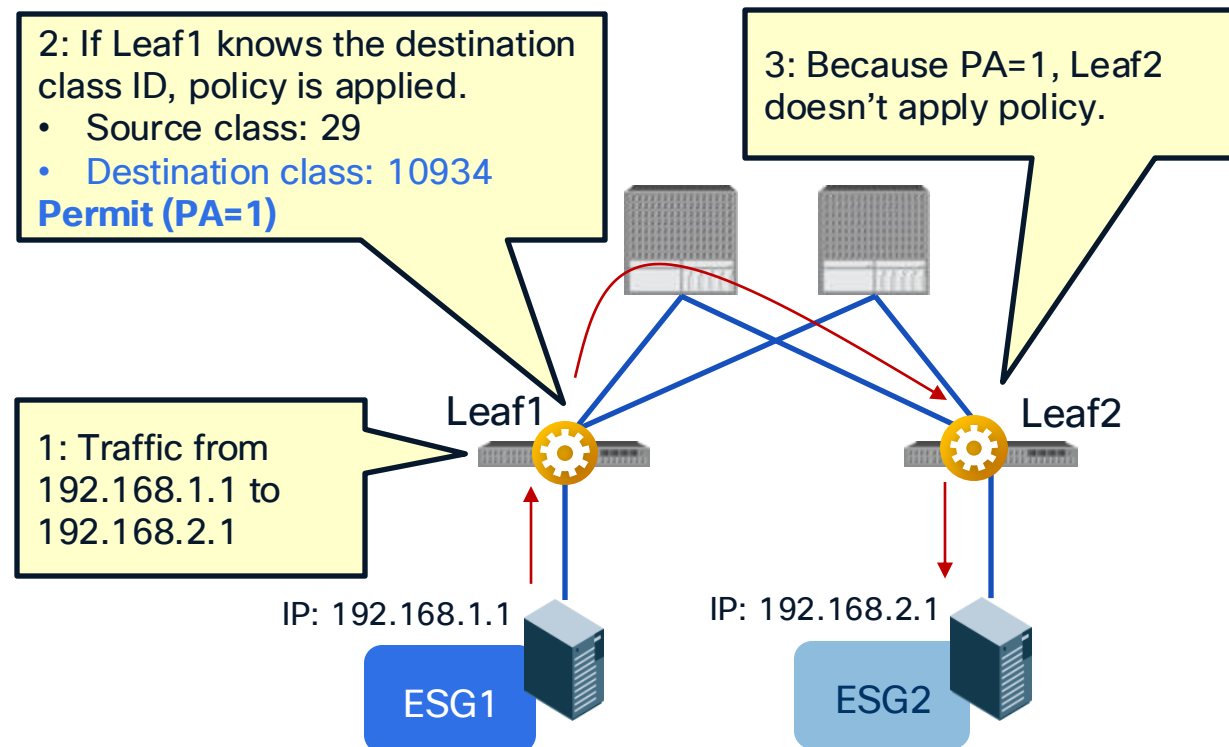 2: If Leaf1 knows the destination
class ID, policy is applied.
• Source class: 29
• Destination class: 10934
Permit (PA=1)
3: Because PA=1, Leaf2
doesn't apply policy.
Leaf1
Leaf2
1: Traffic from
192.168.1.1 to
192.168.2.1
IP: 192.168.1.1
IP: 192.168.2.1
ESG1
ESG2